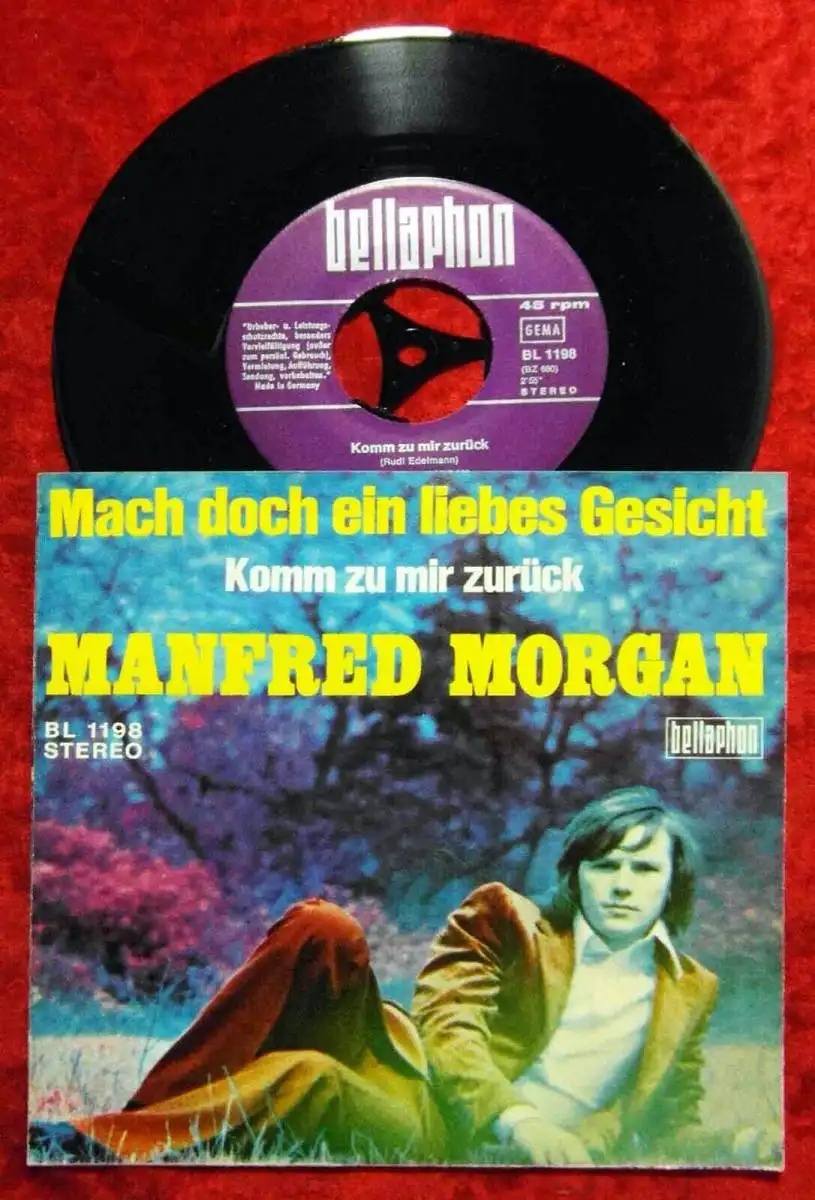 bellaphon
45 rpm
GEMA
BL 1198
(BZ 680)
2'55"
STEREO
"Urheber- u. Leistungs-
schutzrechte, besonders
Vervielfältigung (außer
zum persönl. Gebrauch),
Vermietung, Aufführung,
Sendung, vorbehalten."
Made in Germany
Komm zu mir zurück
(Rudi Edelmann)
Mach doch ein liebes Gesicht
Komm zu mir zurück
MANFRED MORGAN
BL 1198
STEREO
bellaphon